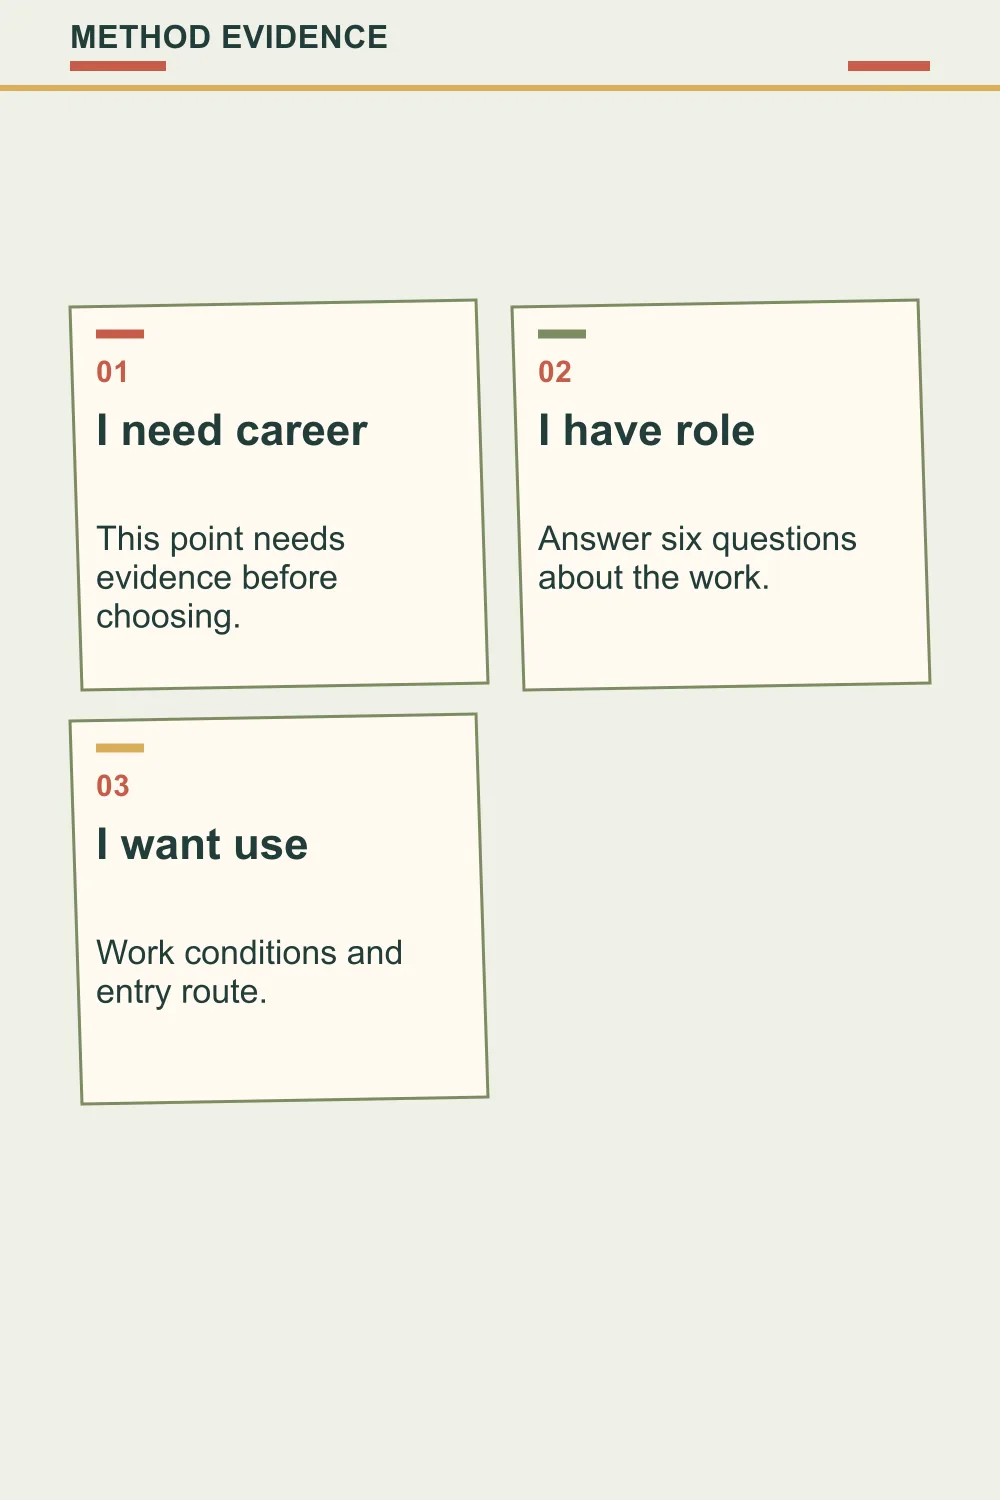 METHOD EVIDENCE
01
I need career
This point needs
evidence before
choosing.
02
I have role
Answer six questions
about the work.
03
I want use
Work conditions and
entry route.